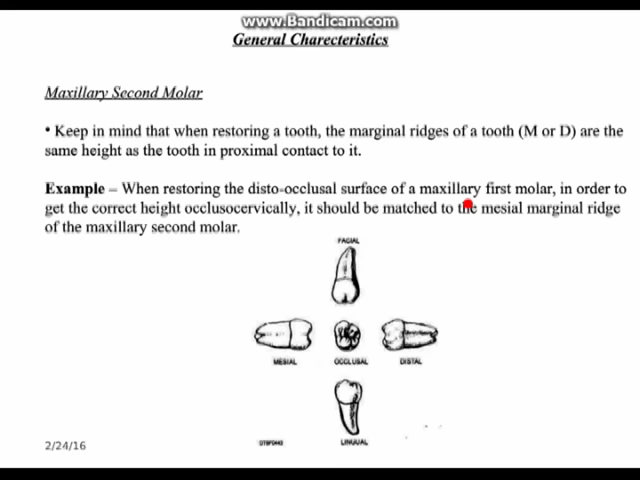 www.Bandicam.com
General Charecteristics
Maxillary Second Molar
• Keep in mind that when restoring a tooth, the marginal ridges of a tooth (M or D) are the
same height as the tooth in proximal contact to it.
Example – When restoring the disto-occlusal surface of a maxillary first molar, in order to
get the correct height occlusocervically, it should be matched to the mesial marginal ridge
of the maxillary second molar.
FACIAL
MESIAL OCCLUSAL DISTAL
LINGUAL
2/24/16